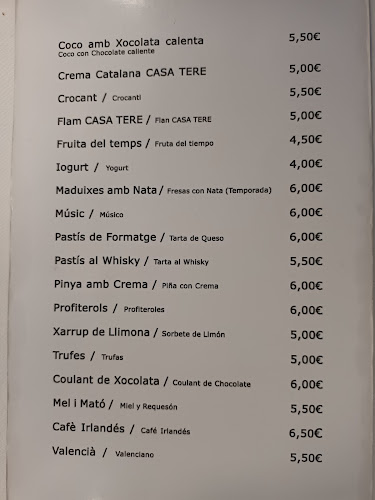 Coco amb Xocolata calenta 5,50€
Coco con Chocolate caliente
Crema Catalana CASA TERE 5,00€
Crocant / Crocanti 5,50€
Flam CASA TERE / Flan CASA TERE 5,00€
Fruita del temps / Fruta del tiempo 4,50€
Iogurt / Yogurt 4,00€
Maduixes amb Nata / Fresas con Nata (Temporada) 6,00€
Músic / Músico 6,00€
Pastís de Formatge / Tarta de Queso 6,00€
Pastís al Whisky / Tarta al Whisky 5,50€
Pinya amb Crema / Piña con Crema 6,00€
Profiterols / Profiteroles 6,00€
Xarrup de Llimona / Sorbete de Limón 5,00€
Trufes / Trufas 5,00€
Coulant de Xocolata / Coulant de Chocolate 6,00€
Mel i Mató / Miel y Requesón 5,50€
Cafè Irlandés / Café Irlandés 6,50€
Valencià / Valenciano 5,50€